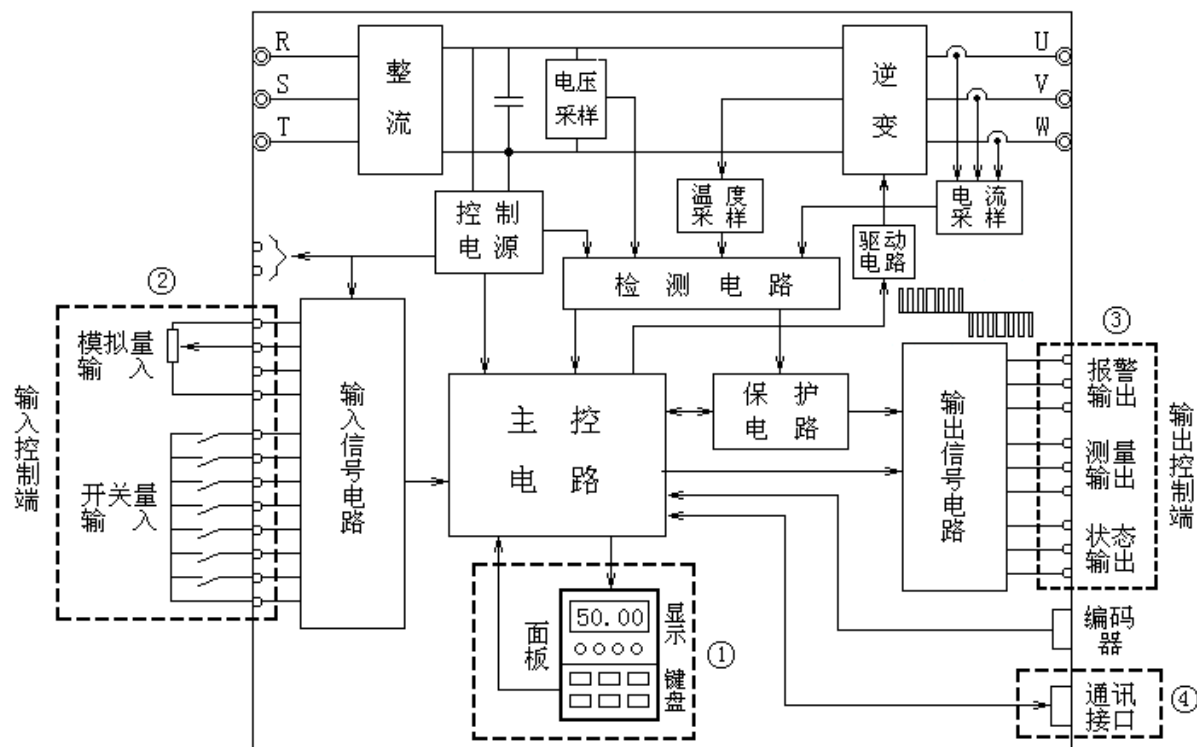 R
S
T
整
流
电压
采样
逆
变
U
V
W
控制
电源
温度
采样
电流
采样
驱动
电路
检测电路
②
模拟量
输入
开关量
输入
输入控制端
输入信号电路
主控
电路
保护
电路
输出信号电路
③
报警
输出
测量
输出
状态
输出
输出控制端
面板
50.00
显示
键盘
①
编码
器
通讯
接口
④